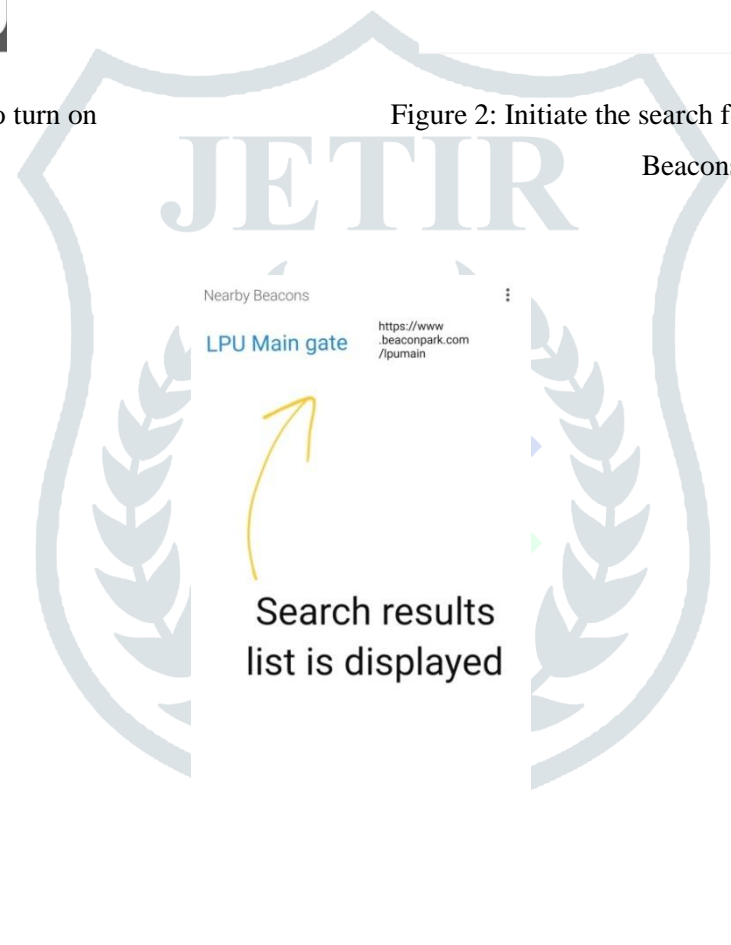 turn on
Figure 2: Initiate the search
Beacons
JETIR
Nearby Beacons
LPU Main gate
https://www
.beaconpark.com
/lpumain
Search results
list is displayed